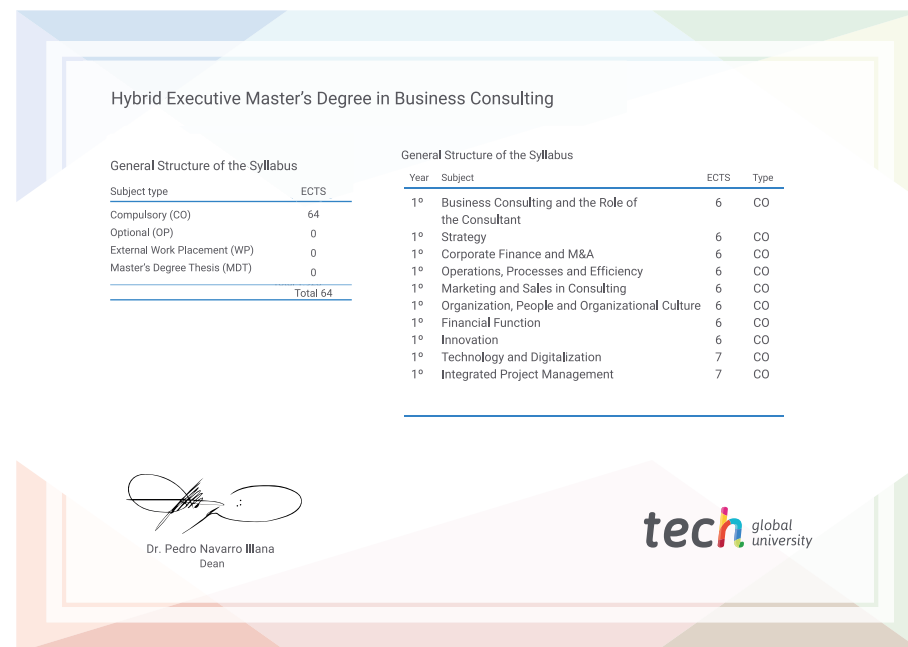 Hybrid Executive Master's Degree in Business Consulting
General Structure of the Syllabus
Subject type ECTS
Compulsory (CO) 64
Optional (OP) 0
External Work Placement (WP) 0
Master's Degree Thesis (MDT) 0
Total 64
General Structure of the Syllabus
Year Subject ECTS Type
1º Business Consulting and the Role of 6 CO
the Consultant
1º Strategy 6 CO
1º Corporate Finance and M&A 6 CO
1º Operations, Processes and Efficiency 6 CO
1º Marketing and Sales in Consulting 6 CO
1º Organization, People and Organizational Culture 6 CO
1º Financial Function 6 CO
1º Innovation 6 CO
1º Technology and Digitalization 7 CO
1º Integrated Project Management 7 CO
Dr. Pedro Navarro Illana
Dean
tech global
university